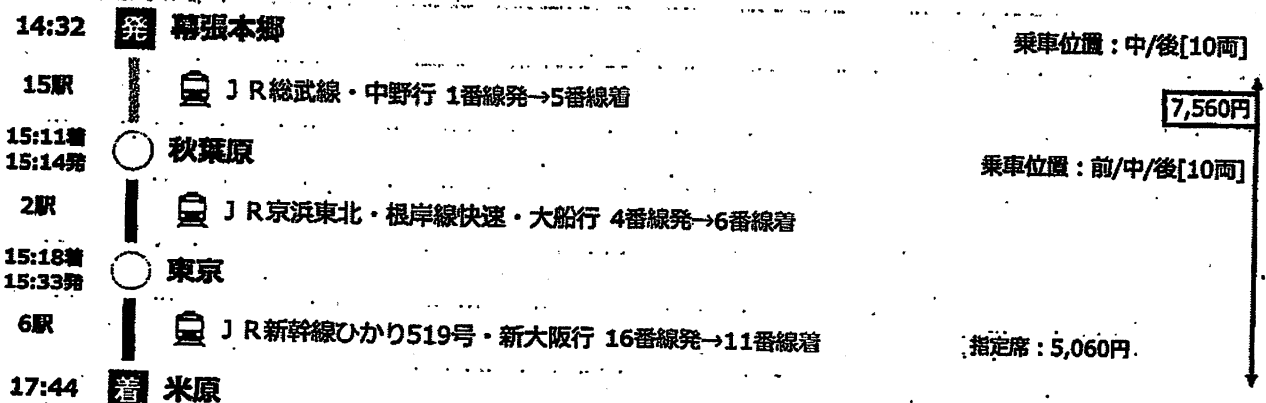 14:32 発 幕張本郷
乗車位置：中/後[10両]
15駅 ＪＲ総武線・中野行 1番線発→5番線着
7,560円
15:11着
15:14発 秋葉原
乗車位置：前/中/後[10両]
2駅 ＪＲ京浜東北・根岸線快速・大船行 4番線発→6番線着
15:18着
15:33発 東京
6駅 ＪＲ新幹線ひかり519号・新大阪行 16番線発→11番線着
指定席：5,060円
17:44 着 米原